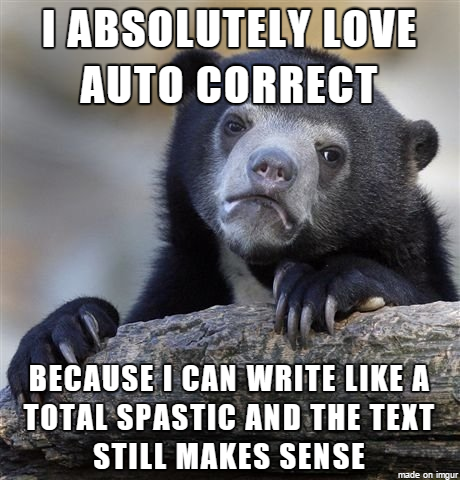 I ABSOLUTELY LOVE
AUTO CORRECT
BECAUSE I CAN WRITE LIKE A
TOTAL SPASTIC AND THE TEXT
STILL MAKES SENSE
made on imgur